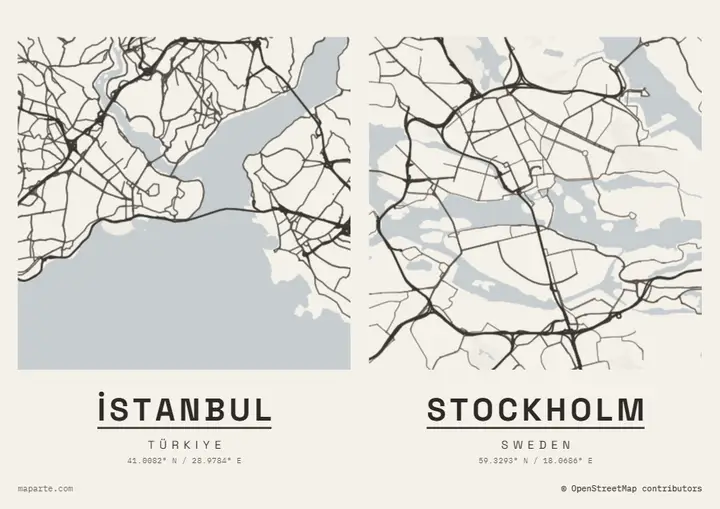 İSTANBUL
TÜRKIYE
41.0082° N / 28.9784° E
STOCKHOLM
SWEDEN
59.3293° N / 18.0686° E
maparte.com
© OpenStreetMap contributors